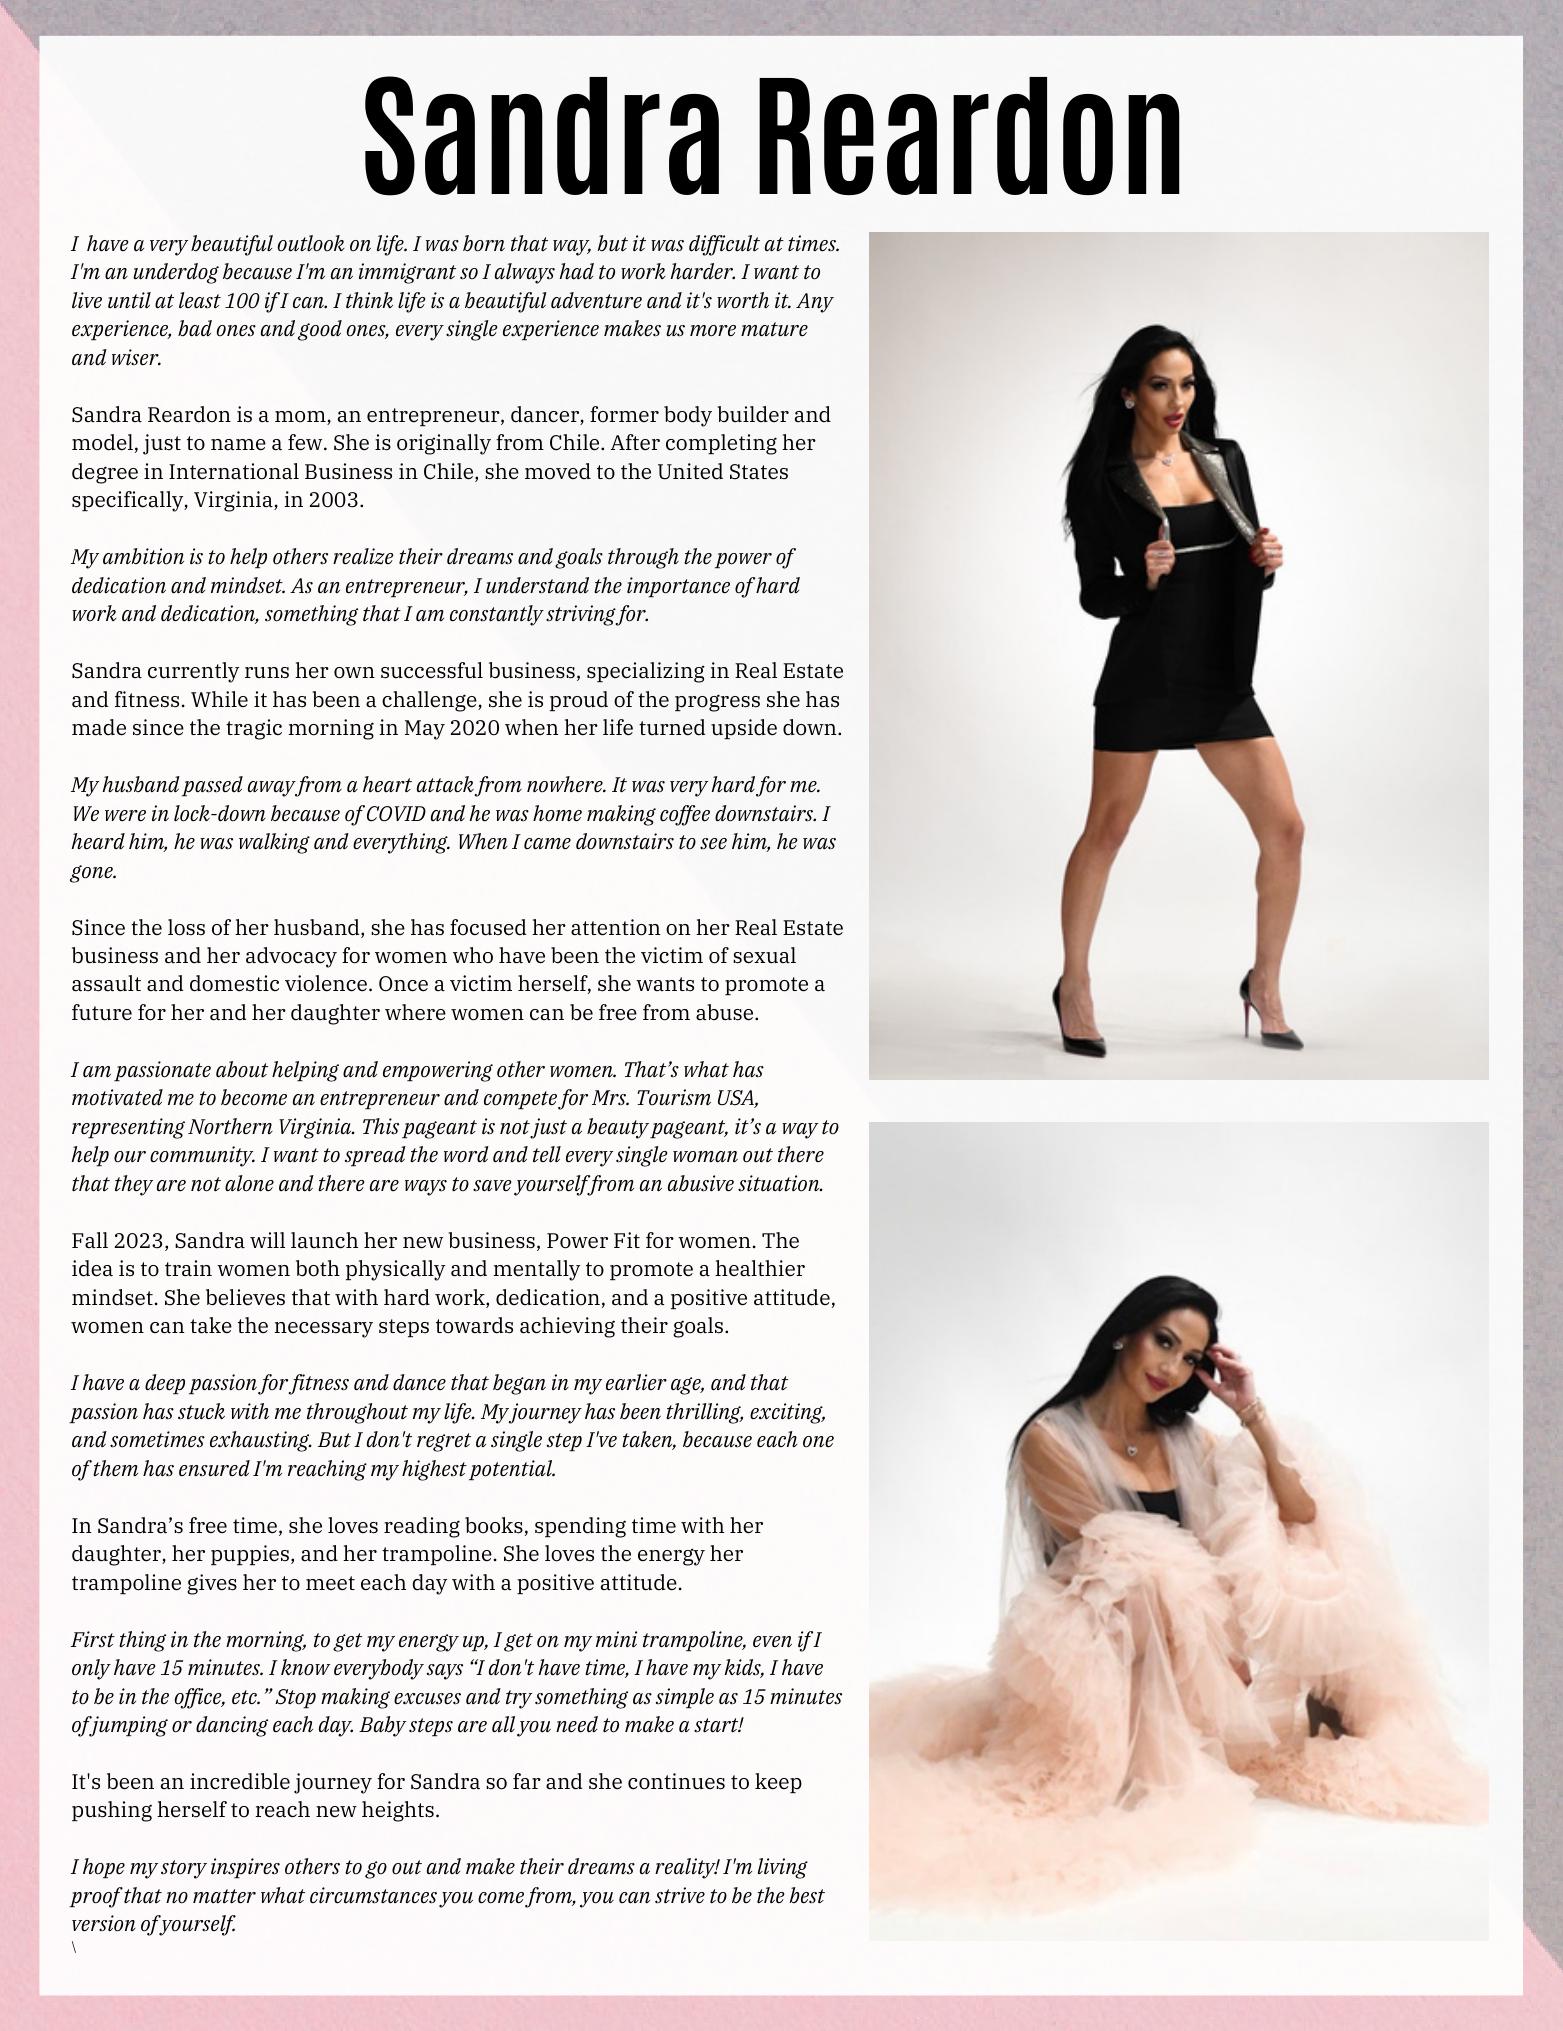 Sandra Reardon
I  have a very beautiful outlook on life. I was born that way, but it was difficult at times.
I'm an underdog because I'm an immigrant so I always had to work harder. I want to
live until at least 100 if I can. I think life is a beautiful adventure and it's worth it. Any
experience, bad ones and good ones, every single experience makes us more mature
and wiser.
Sandra Reardon is a mom, an entrepreneur, dancer, former body builder and
model, just to name a few. She is originally from Chile. After completing her
degree in International Business in Chile, she moved to the United States
specifically, Virginia, in 2003.
My ambition is to help others realize their dreams and goals through the power of
dedication and mindset. As an entrepreneur, I understand the importance of hard
work and dedication, something that I am constantly striving for.
Sandra currently runs her own successful business, specializing in Real Estate
and fitness. While it has been a challenge, she is proud of the progress she has
made since the tragic morning in May 2020 when her life turned upside down.
My husband passed away from a heart attack from nowhere. It was very hard for me.
We were in lock-down because of COVID and he was home making coffee downstairs. I
heard him, he was walking and everything. When I came downstairs to see him, he was
gone.
Since the loss of her husband, she has focused her attention on her Real Estate
business and her advocacy for women who have been the victim of sexual
assault and domestic violence. Once a victim herself, she wants to promote a
future for her and her daughter where women can be free from abuse.
I am passionate about helping and empowering other women. That’s what has
motivated me to become an entrepreneur and compete for Mrs. Tourism USA,
representing Northern Virginia. This pageant is not just a beauty pageant, it’s a way to
help our community. I want to spread the word and tell every single woman out there
that they are not alone and there are ways to save yourself from an abusive situation.
Fall 2023, Sandra will launch her new business, Power Fit for women. The
idea is to train women both physically and mentally to promote a healthier
mindset. She believes that with hard work, dedication, and a positive attitude,
women can take the necessary steps towards achieving their goals.
I have a deep passion for fitness and dance that began in my earlier age, and that
passion has stuck with me throughout my life. My journey has been thrilling, exciting,
and sometimes exhausting. But I don't regret a single step I've taken, because each one
of them has ensured I'm reaching my highest potential.
In Sandra’s free time, she loves reading books, spending time with her
daughter, her puppies, and her trampoline. She loves the energy her
trampoline gives her to meet each day with a positive attitude.
First thing in the morning, to get my energy up, I get on my mini trampoline, even if I
only have 15 minutes. I know everybody says “I don't have time, I have my kids, I have
to be in the office, etc.” Stop making excuses and try something as simple as 15 minutes
of jumping or dancing each day. Baby steps are all you need to make a start!
It's been an incredible journey for Sandra so far and she continues to keep
pushing herself to reach new heights.
I hope my story inspires others to go out and make their dreams a reality! I'm living
proof that no matter what circumstances you come from, you can strive to be the best
version of yourself.
\